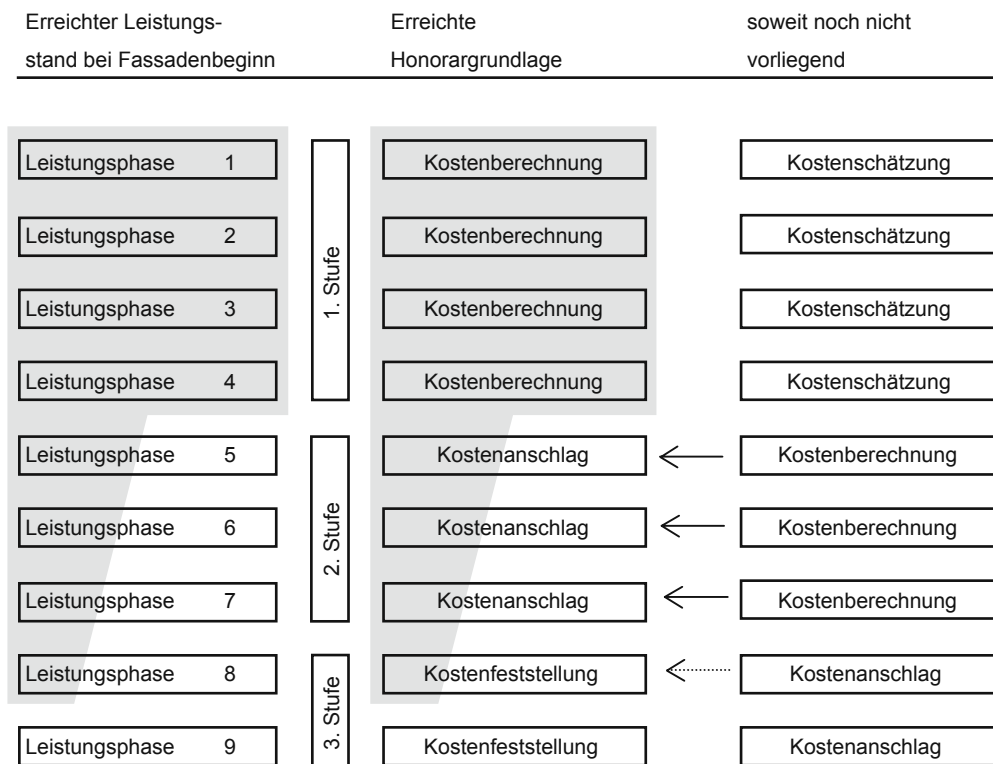 Erreichter Leistungs-
stand bei Fassadenbeginn
Erreichte
Honorargrundlage
soweit noch nicht
vorliegend
Leistungsphase 1
Kostenberechnung
Kostenschätzung
Leistungsphase 2
Kostenberechnung
Kostenschätzung
1. Stufe
Leistungsphase 3
Kostenberechnung
Kostenschätzung
Leistungsphase 4
Kostenberechnung
Kostenschätzung
Leistungsphase 5
Kostenanschlag
Kostenberechnung
2. Stufe
Leistungsphase 6
Kostenanschlag
Kostenberechnung
Leistungsphase 7
Kostenanschlag
Kostenberechnung
Leistungsphase 8
Kostenfeststellung
Kostenanschlag
3. Stufe
Leistungsphase 9
Kostenfeststellung
Kostenanschlag